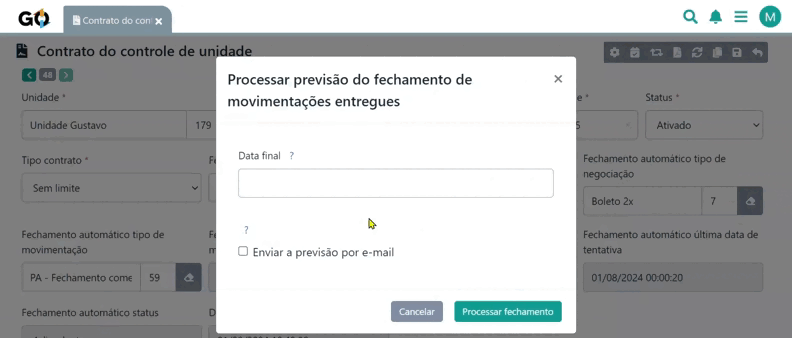 GO
Contrato do cont
M
Contrato do controle de unidade
48
Unidade *
Status *
Unidade Gustavo 179
Ativado
Processar previsão do fechamento de
movimentações entregues
Data final ?
?
Enviar a previsão por e-mail
Cancelar Processar fechamento
Tipo contrato *
Sem limite
Fechamento automático tipo de
negociação
Boleto 2x 7
Fechamento automático tipo de
movimentação
PA - Fechamento come 59
Fechamento automático última data de
tentativa
01/08/2024 00:00:20
Fechamento automático status